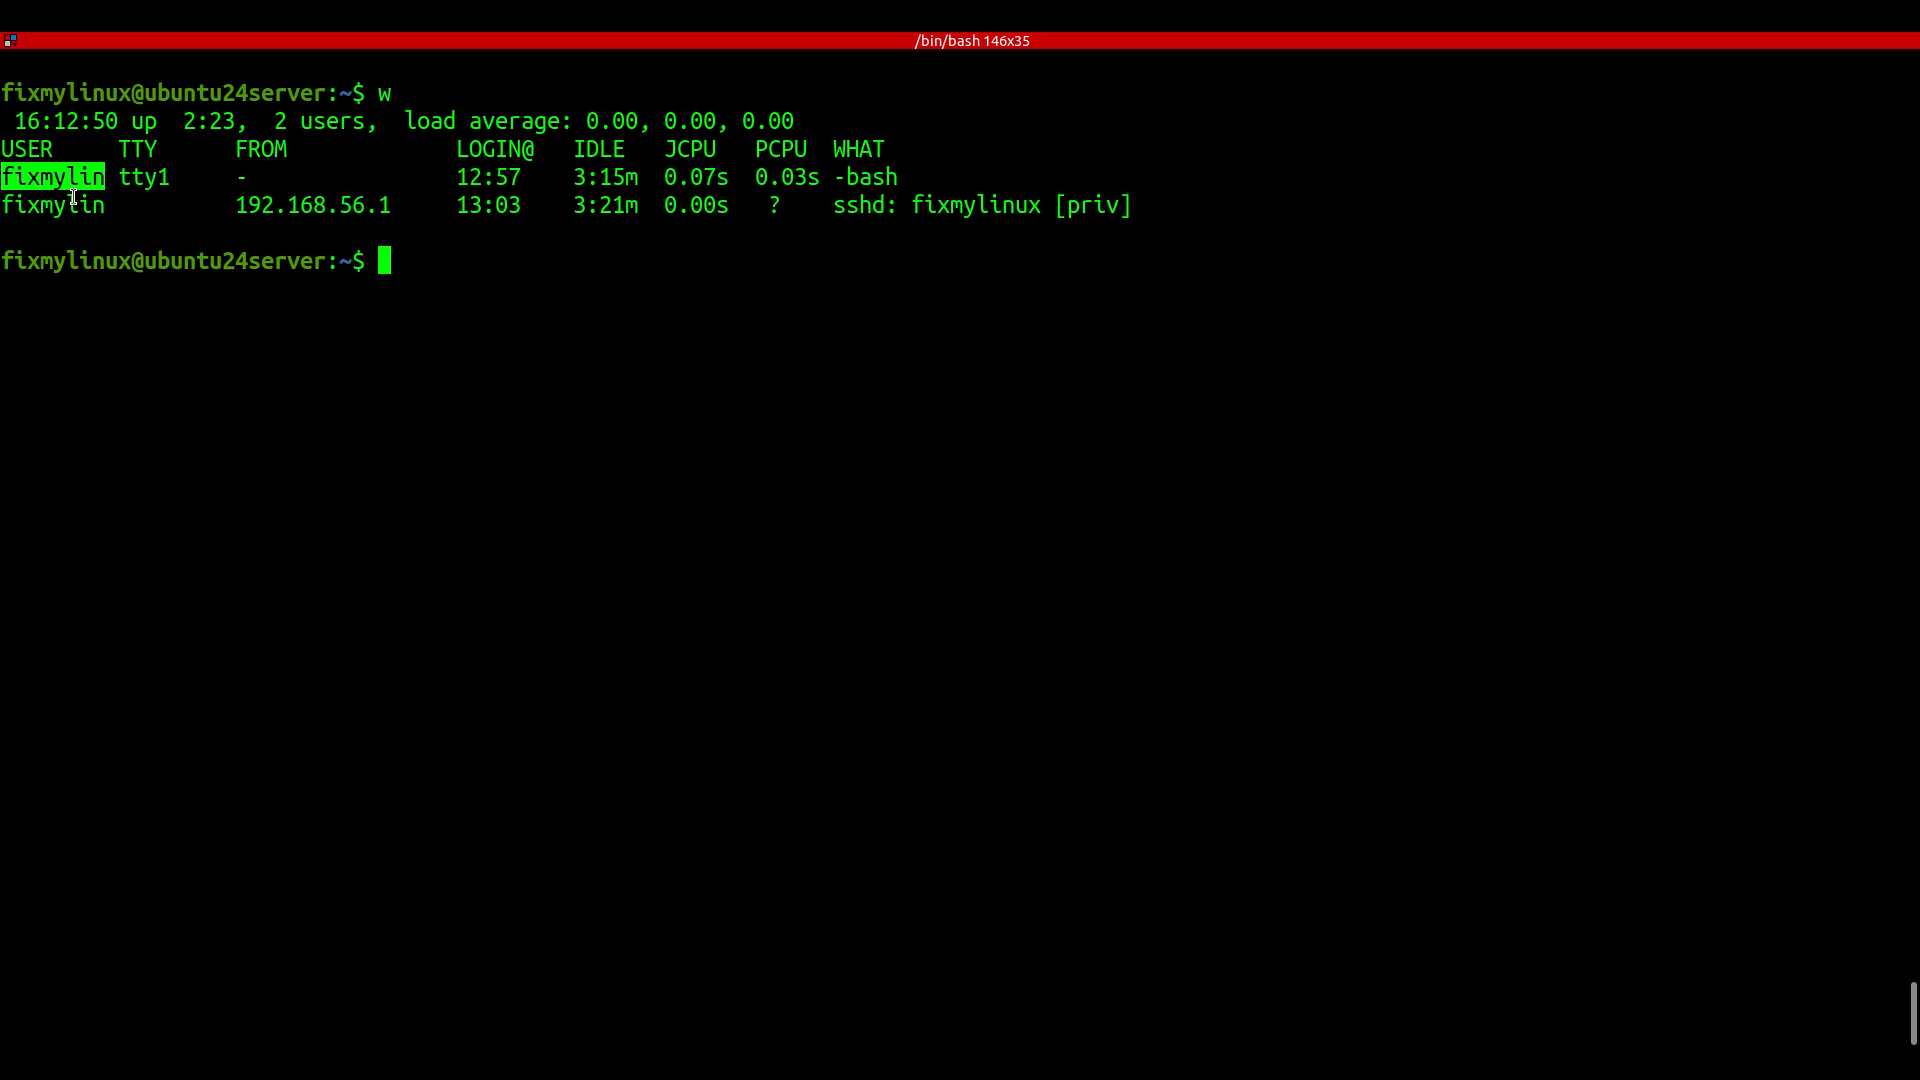 /bin/bash 146x35
fixmylinux@ubuntu24server:~$ w
 16:12:50 up  2:23,  2 users,  load average: 0.00, 0.00, 0.00
USER     TTY      FROM             LOGIN@   IDLE   JCPU   PCPU  WHAT
fixmylin tty1     -                12:57    3:15m  0.07s  0.03s -bash
fixmylin          192.168.56.1     13:03    3:21m  0.00s   ?    sshd: fixmylinux [priv]
fixmylinux@ubuntu24server:~$